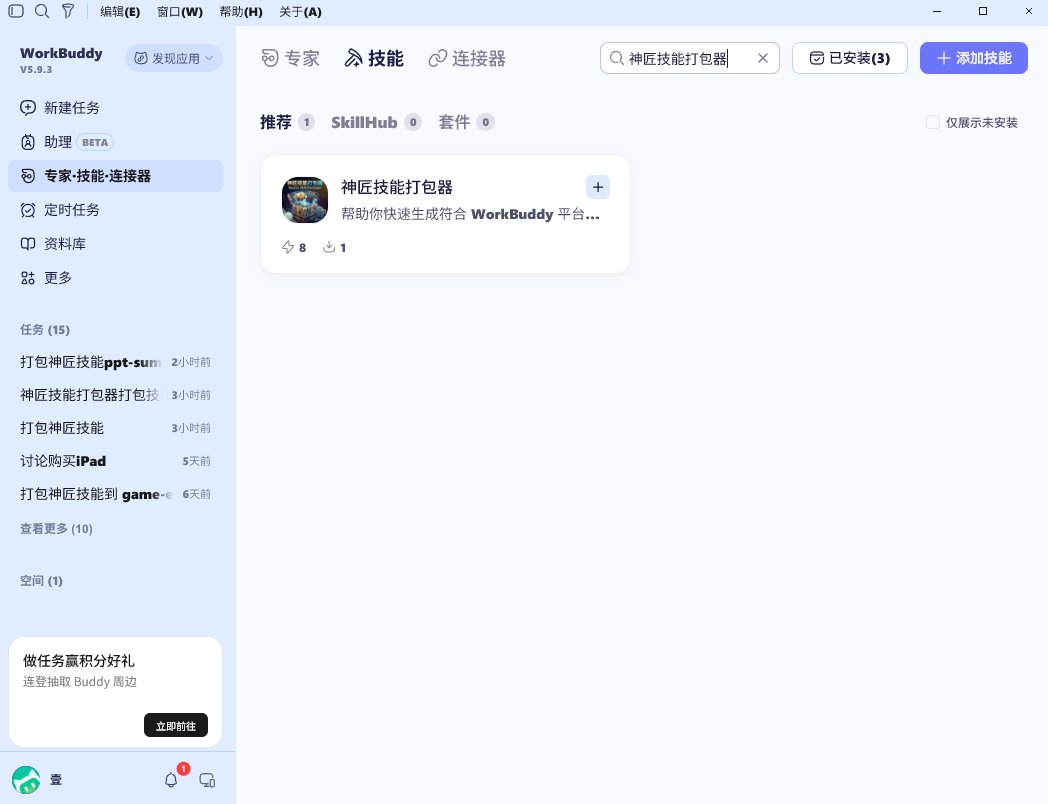 编辑(E) 窗口(W) 帮助(H) 关于(A)
WorkBuddy
V5.9.3
发现应用
新建任务
助理 BETA
专家·技能·连接器
定时任务
资料库
更多
任务 (15)
打包神匠技能ppt-sum 2小时前
神匠技能打包器打包技 3小时前
打包神匠技能 3小时前
讨论购买iPad 5天前
打包神匠技能到 game-e 6天前
查看更多 (10)
空间 (1)
做任务赢积分好礼
连登抽取 Buddy 周边
立即前往
壹
1
专家 技能 连接器
神匠技能打包器
已安装(3)
添加技能
推荐 1 SkillHub 0 套件 0
仅展示未安装
神匠技能打包器
神匠技能打包器
帮助你快速生成符合 WorkBuddy 平台...
8 1